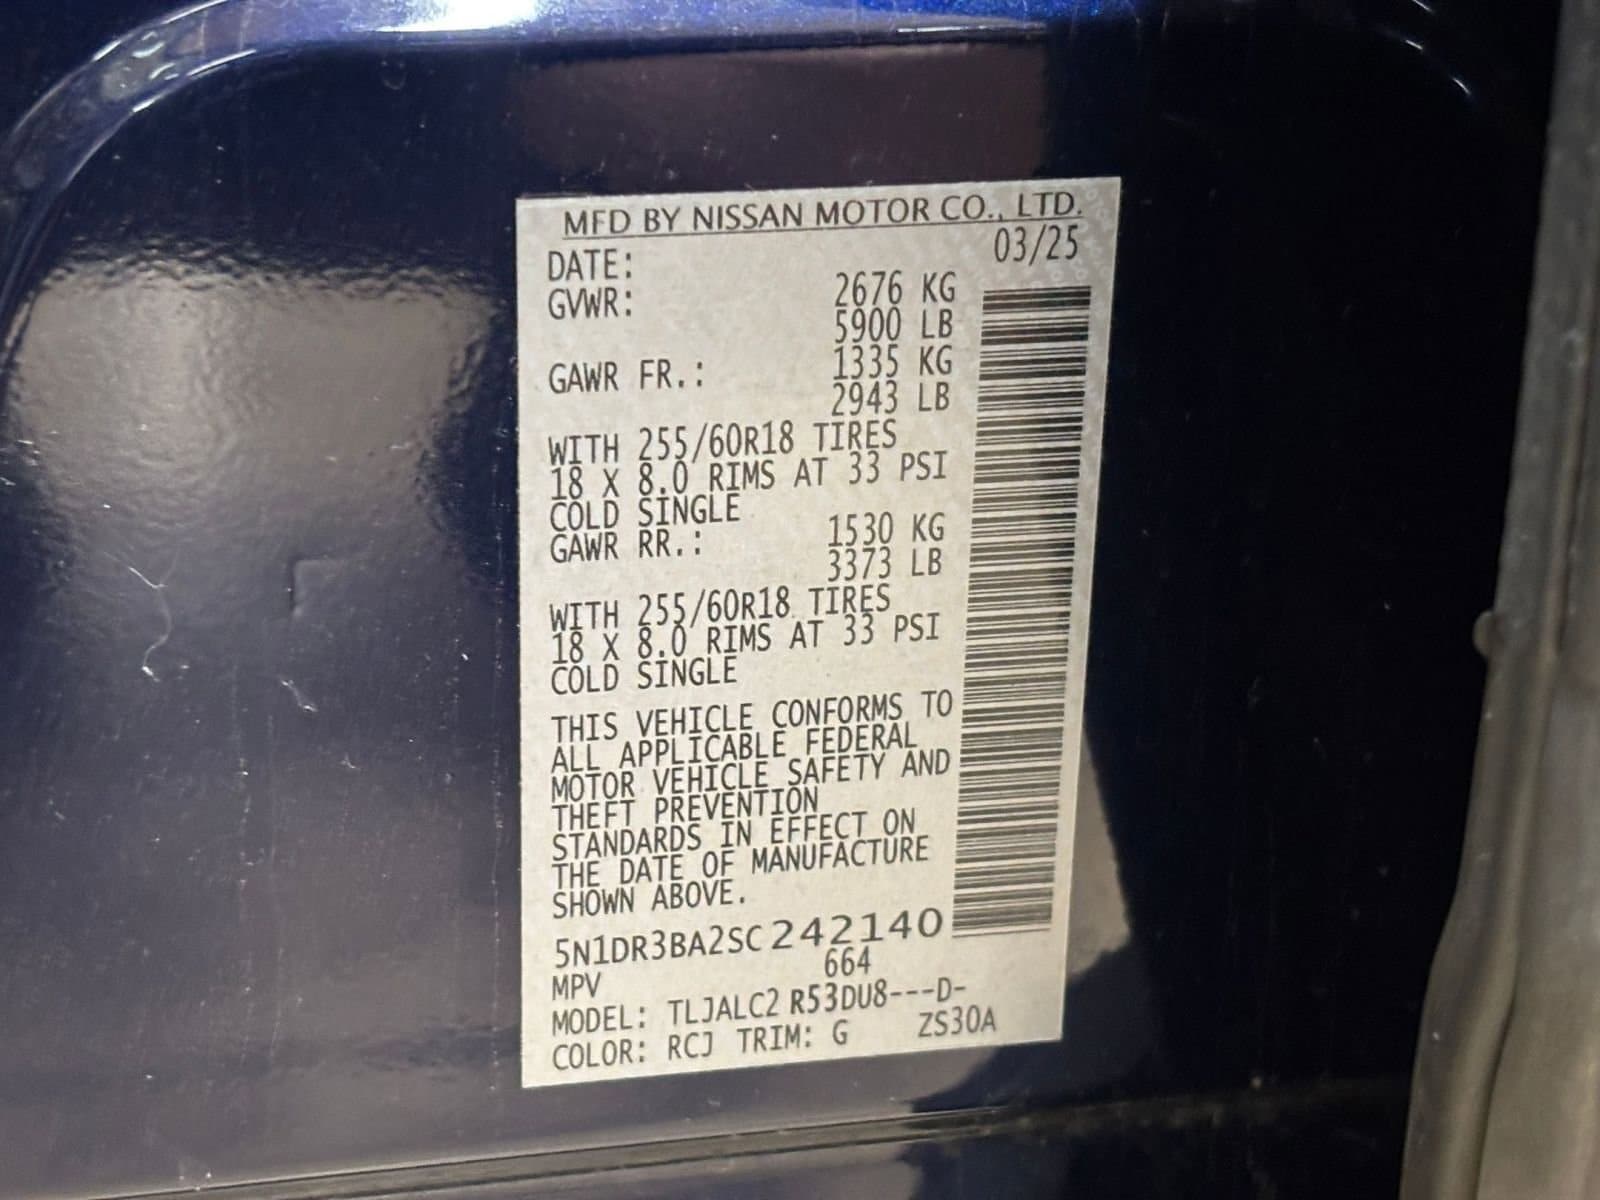 MFD BY NISSAN MOTOR CO., LTD.
DATE: 03/25
GVWR: 2676 KG
5900 LB
GAWR FR.: 1335 KG
2943 LB
WITH 255/60R18 TIRES
18 X 8.0 RIMS AT 33 PSI
COLD SINGLE
GAWR RR.: 1530 KG
3373 LB
WITH 255/60R18 TIRES
18 X 8.0 RIMS AT 33 PSI
COLD SINGLE
THIS VEHICLE CONFORMS TO
ALL APPLICABLE FEDERAL
MOTOR VEHICLE SAFETY AND
THEFT PREVENTION
STANDARDS IN EFFECT ON
THE DATE OF MANUFACTURE
SHOWN ABOVE.
5N1DR3BA2SC242140
MPV 664
MODEL: TLJALC2 R53DU8---D-
COLOR: RCJ TRIM: G ZS30A